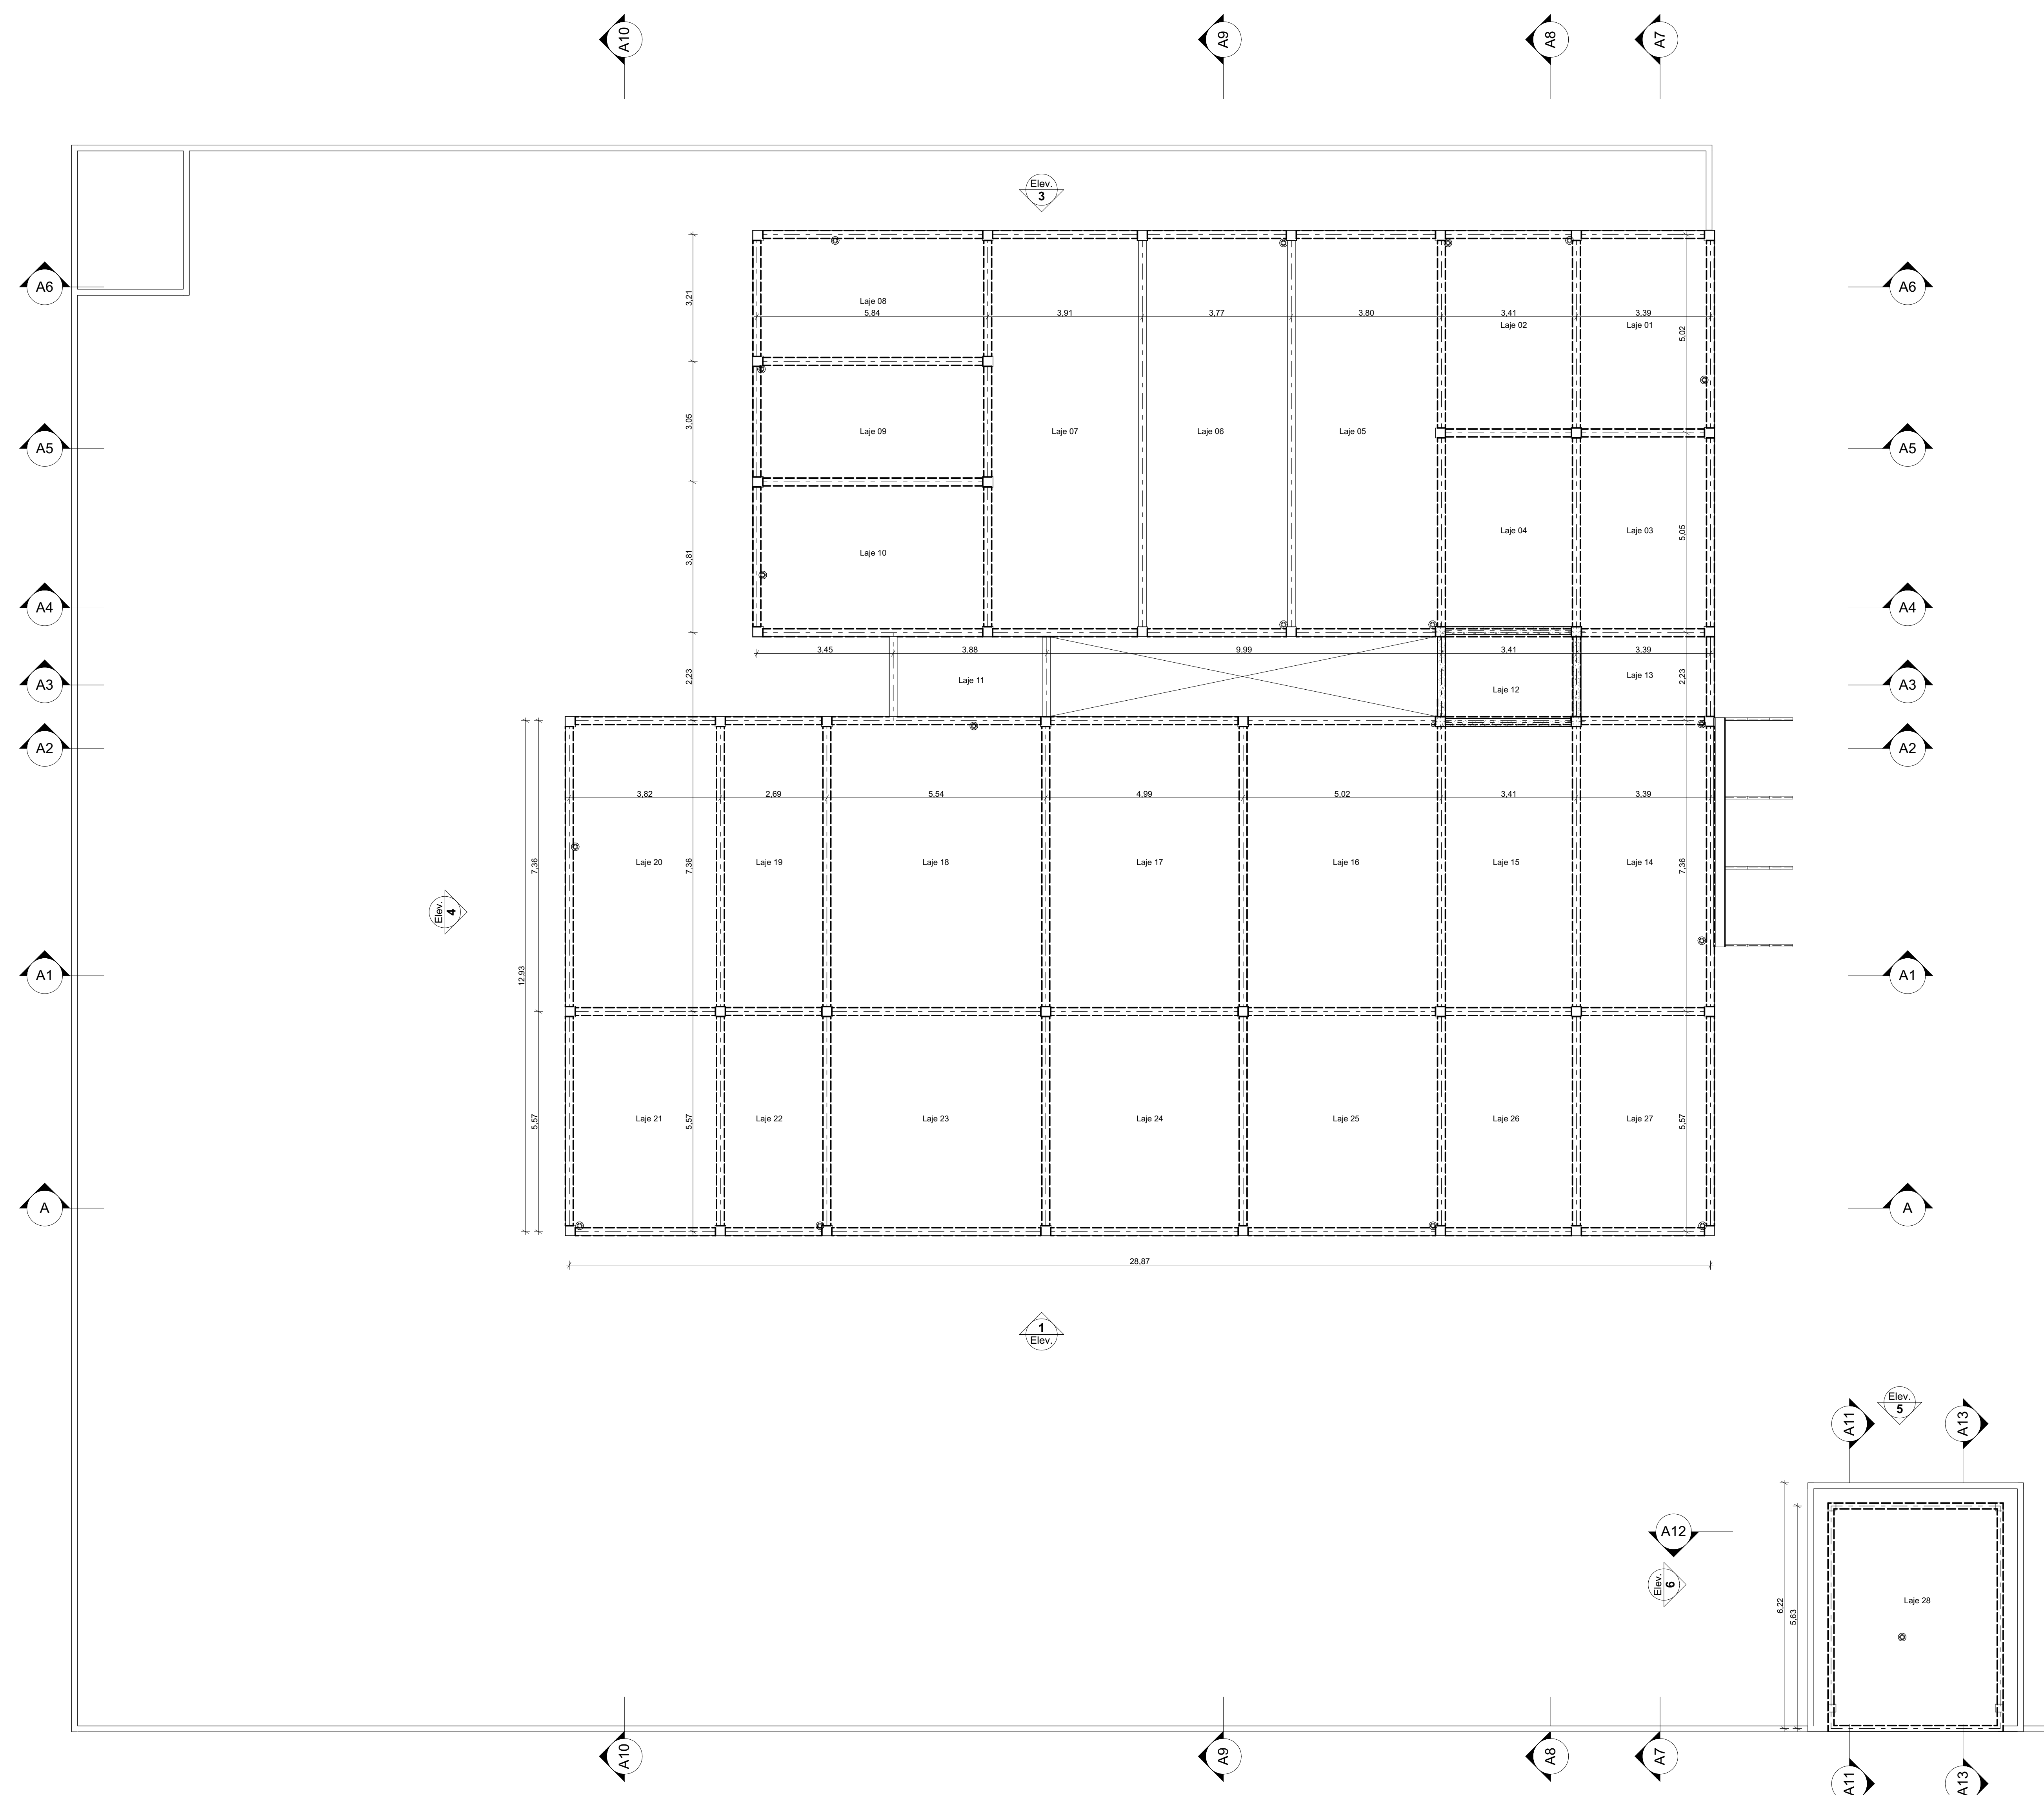 A10
A9
A8
A7
Elev.
3
A6
A6
3,21
Laje 08
5,84
3,91
3,77
3,80
3,41
3,39
Laje 02
Laje 01
5,02
3,05
Laje 09
Laje 07
Laje 06
Laje 05
A5
A5
3,81
Laje 10
Laje 04
Laje 03
5,05
A4
A4
3,45
3,88
9,99
3,41
3,39
2,23
Laje 11
Laje 12
Laje 13
2,23
A3
A3
A2
A2
3,82
2,69
5,54
4,99
5,02
3,41
3,39
7,36
Laje 20
7,36
Laje 19
Laje 18
Laje 17
Laje 16
Laje 15
Laje 14
7,36
Elev.
4
12,93
A1
A1
5,57
Laje 21
5,57
Laje 22
Laje 23
Laje 24
Laje 25
Laje 26
Laje 27
5,57
A
A
28,87
1
Elev.
Elev.
5
A11
A13
A12
Elev.
6
6,22
5,63
Laje 28
A10
A9
A8
A7
A11
A13